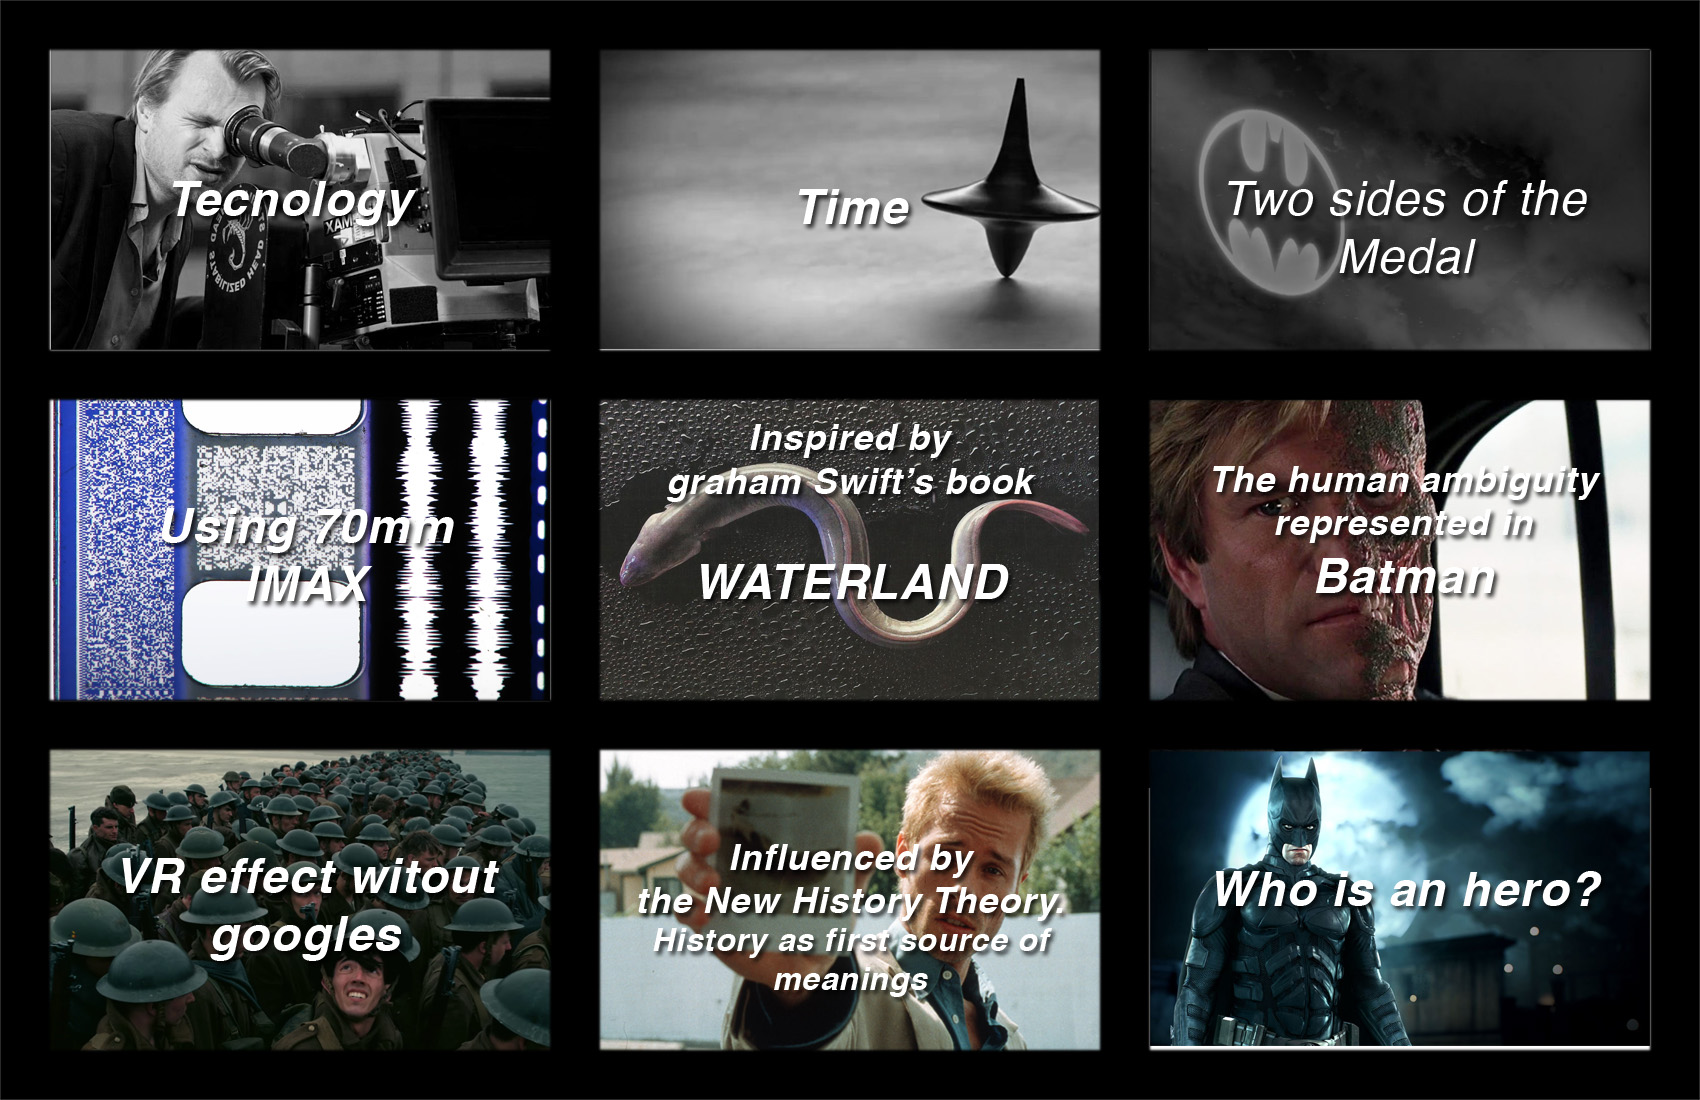 Tecnology
Time
Two sides of the
Medal
Using 70mm
IMAX
Inspired by
graham Swift's book
WATERLAND
The human ambiguity
represented in
Batman
VR effect witout
googles
Influenced by
the New History Theory.
History as first source of
meanings
Who is an hero?